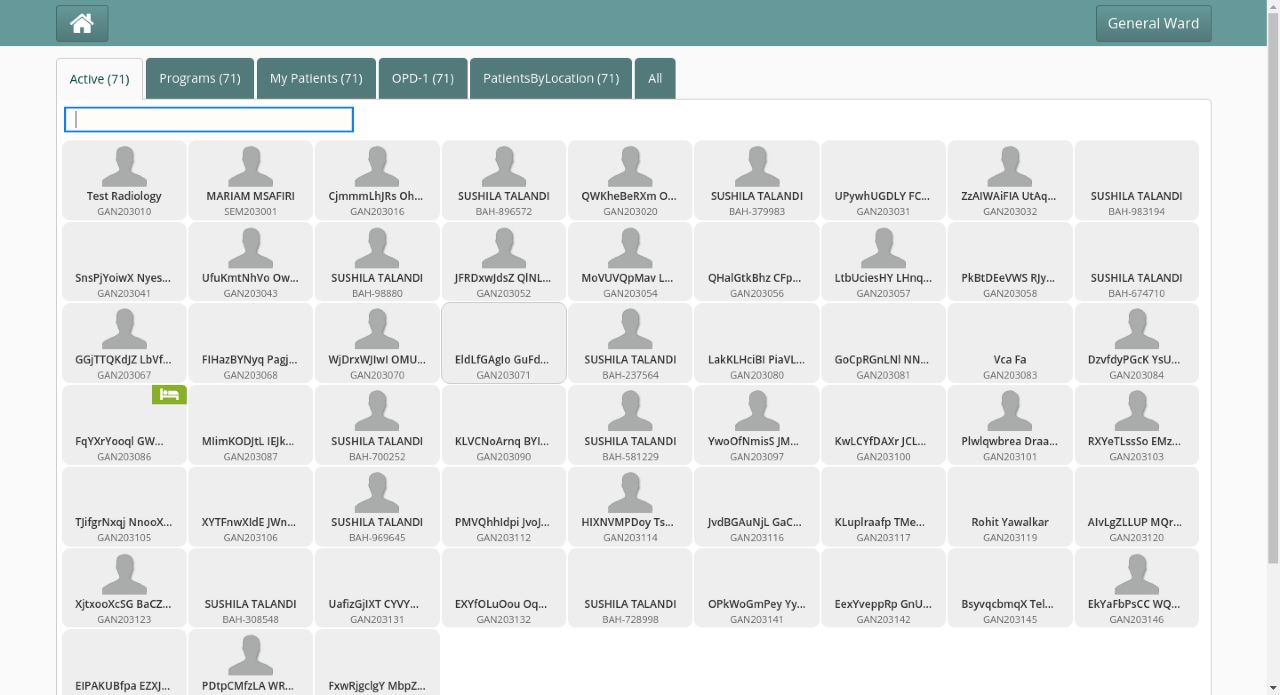 General Ward
Active (71)
Programs (71)
My Patients (71)
OPD-1 (71)
PatientsByLocation (71)
All
Test Radiology
GAN203010
MARIAM MSAFIRI
SEM203001
CjmmmLhJRs Oh...
GAN203016
SUSHILA TALANDI
BAH-896572
QWKheBeRXm O...
GAN203020
SUSHILA TALANDI
BAH-379983
UPywhUGDLY FC...
GAN203031
ZzAIWAiFIA UtAq...
GAN203032
SUSHILA TALANDI
BAH-983194
SnsPjYoiwX Nyes...
GAN203041
UfuKmtNhVo Ow...
GAN203043
SUSHILA TALANDI
BAH-98880
JFRDxwJdsZ QlNL...
GAN203052
MoVUVQpMav L...
GAN203054
QHalGtkBhz CFp...
GAN203056
LtbUciesHY LHnq...
GAN203057
PkBtDEeVWS RJy...
GAN203058
SUSHILA TALANDI
BAH-674710
GGjTTQKdJZ LbVf...
GAN203067
FIHazBYNyq Pagj...
GAN203068
WjDrxWJIwI OMU...
GAN203070
EldLfGAgIo GuFd...
GAN203071
SUSHILA TALANDI
BAH-237564
LakKLHciBI PiaVL...
GAN203080
GoCpRGnLNl NN...
GAN203081
Vca Fa
GAN203083
DzvfdyPGcK YsU...
GAN203084
FqYXrYooql GW...
GAN203086
MIimKODJtL IEJk...
GAN203087
SUSHILA TALANDI
BAH-700252
KLVCNoArnq BYI...
GAN203090
SUSHILA TALANDI
BAH-581229
YwoOfNmisS JM...
GAN203097
KwLCYfDAXr JCL...
GAN203100
Plwlqwbrea Draa...
GAN203101
RXYeTLssSo EMz...
GAN203103
TJifgrNxqj NnooX...
GAN203105
XYTFnwXIdE JWn...
GAN203106
SUSHILA TALANDI
BAH-969645
PMVQhhIdpi JvoJ...
GAN203112
HIXNVMPDoy Ts...
GAN203114
JvdBGAuNjL GaC...
GAN203116
KLuplraafp TMe...
GAN203117
Rohit Yawalkar
GAN203119
AIvLgZLLUP MQr...
GAN203120
XjtxooXcSG BaCZ...
GAN203123
SUSHILA TALANDI
BAH-308548
UafizGjIXT CYVY...
GAN203131
EXYfOLuOou Oq...
GAN203132
SUSHILA TALANDI
BAH-728998
OPkWoGmPey Yy...
GAN203141
EexYveppRp GnU...
GAN203142
BsyvqcbmqX Tel...
GAN203145
EkYaFbPsCC WQ...
GAN203146
EIPAKUBfpa EZXJ...
PDtpCMfzLA WR...
FxwRjgclgY MbpZ...